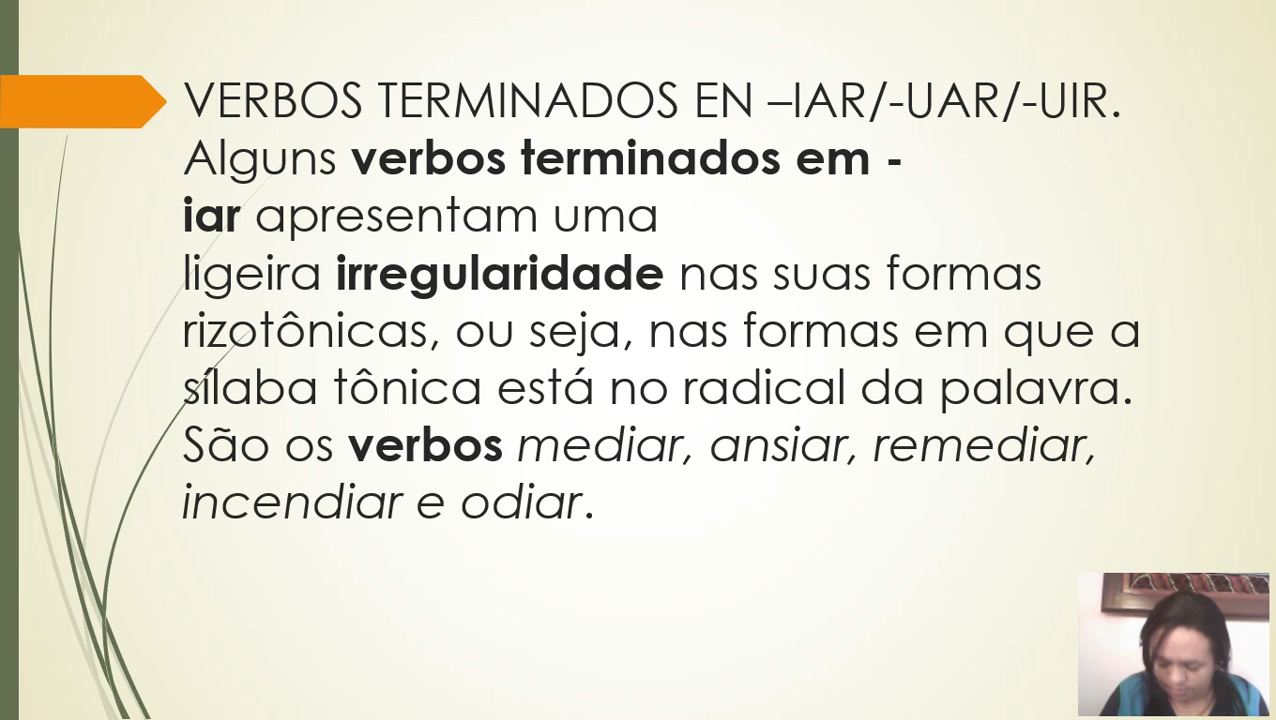 VERBOS TERMINADOS EN –IAR/-UAR/-UIR.
Alguns verbos terminados em -
iar apresentam uma
ligeira irregularidade nas suas formas
rizotônicas, ou seja, nas formas em que a
sílaba tônica está no radical da palavra.
São os verbos mediar, ansiar, remediar,
incendiar e odiar.